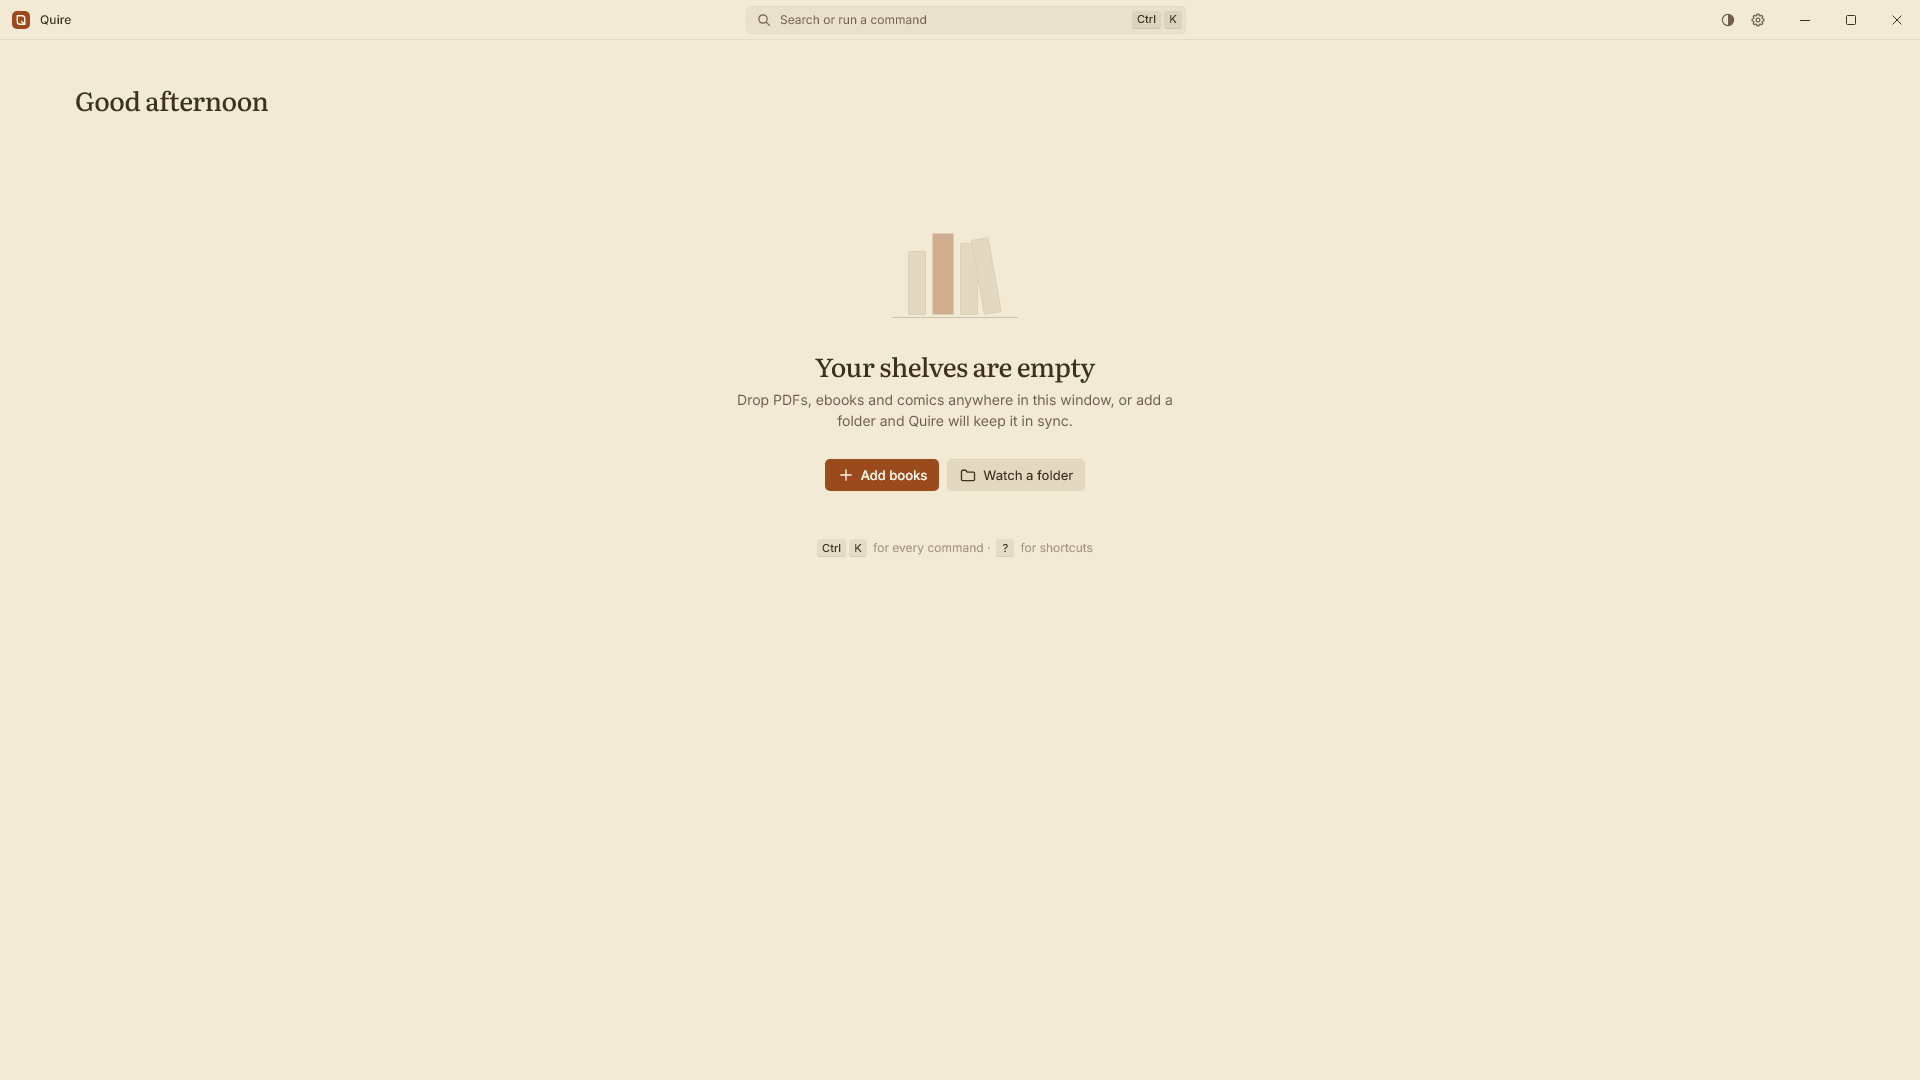 Quire
Search or run a command Ctrl K
Good afternoon
Your shelves are empty
Drop PDFs, ebooks and comics anywhere in this window, or add a
folder and Quire will keep it in sync.
Add books
Watch a folder
Ctrl K for every command · ? for shortcuts